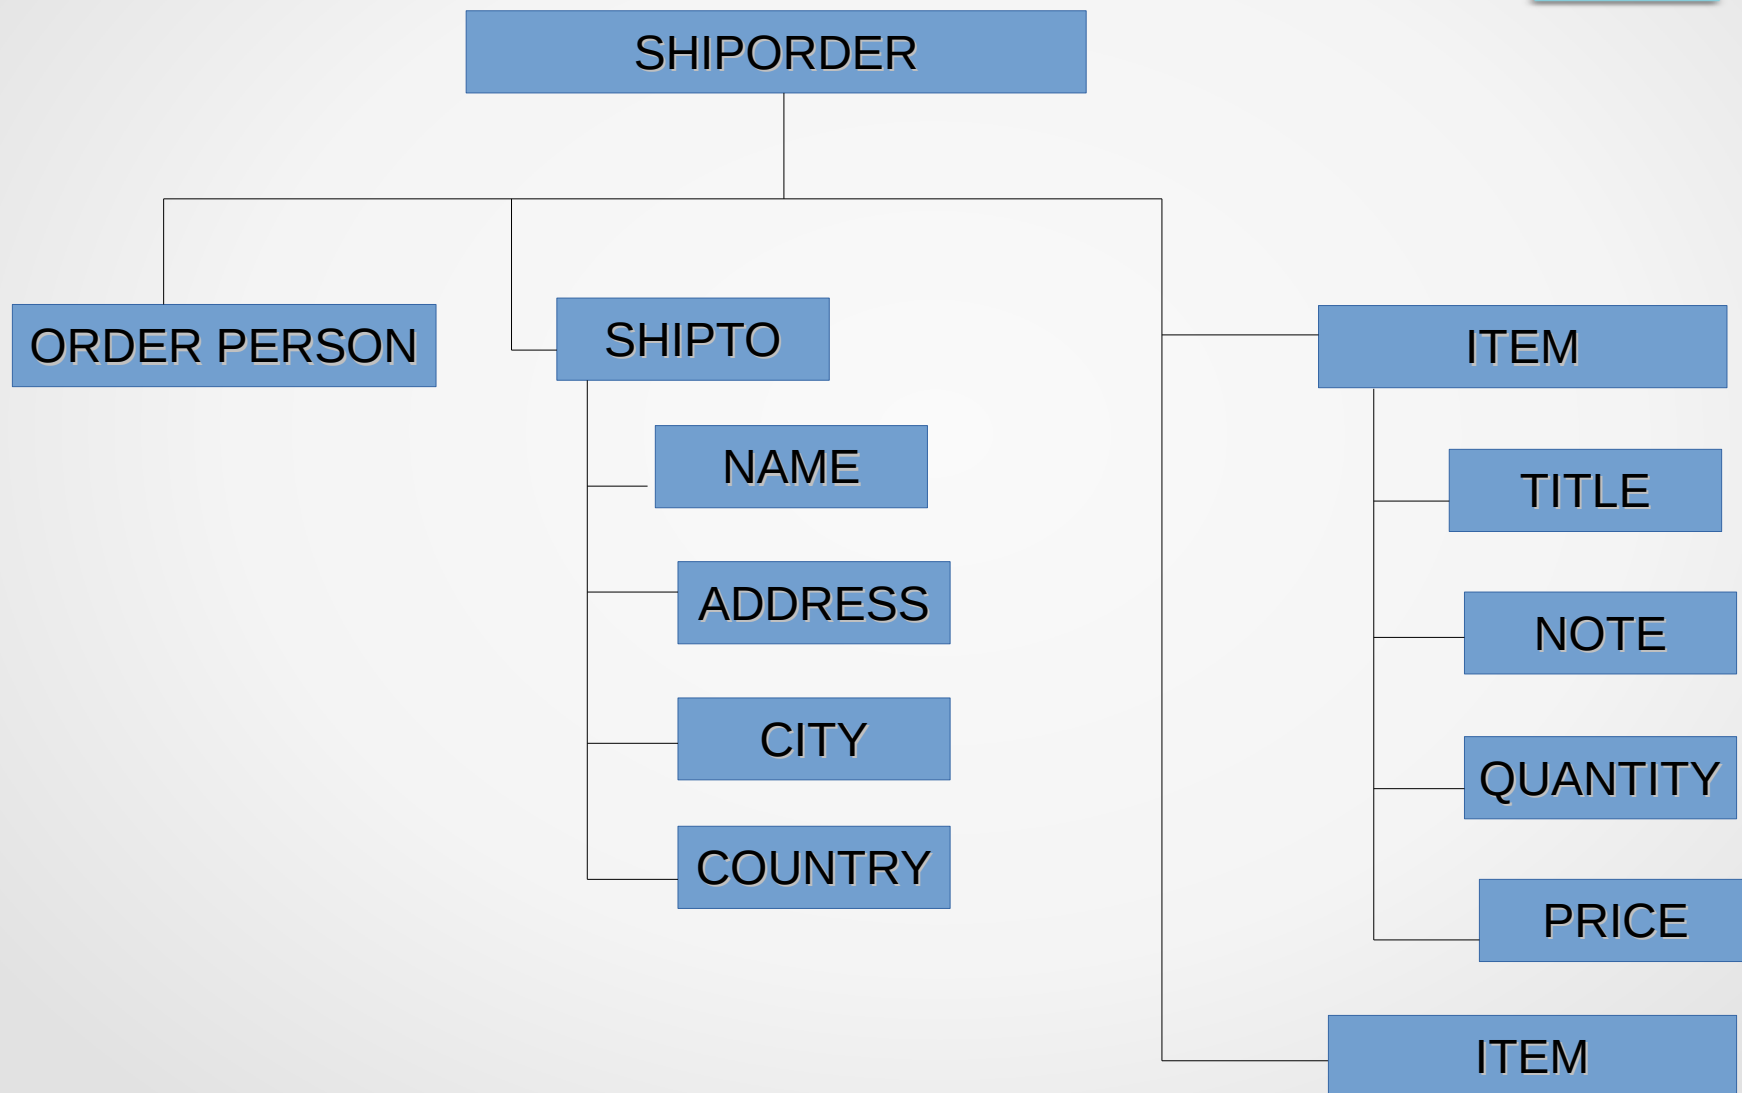 SHIPORDER
ORDER PERSON
SHIPTO
NAME
ADDRESS
CITY
COUNTRY
ITEM
TITLE
NOTE
QUANTITY
PRICE
ITEM